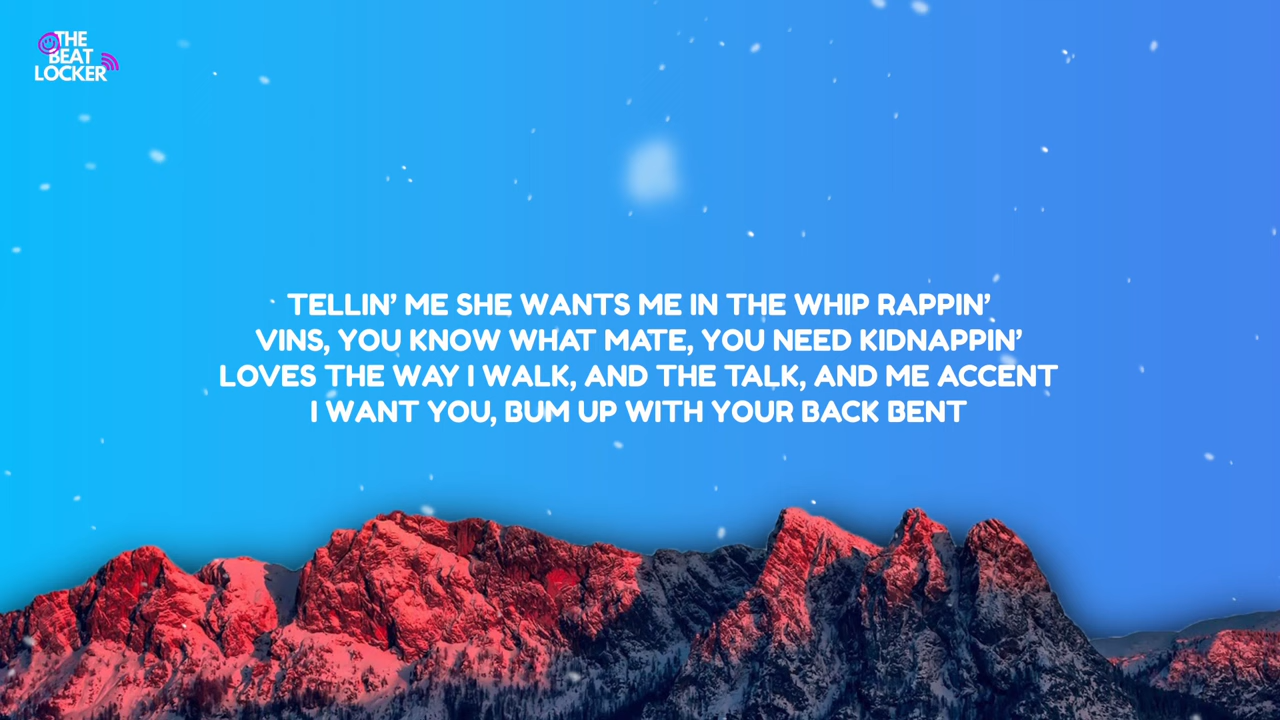 THE
BEAT
LOCKER
TELLIN' ME SHE WANTS ME IN THE WHIP RAPPIN'
VINS, YOU KNOW WHAT MATE, YOU NEED KIDNAPPIN'
LOVES THE WAY I WALK, AND THE TALK, AND ME ACCENT
I WANT YOU, BUM UP WITH YOUR BACK BENT